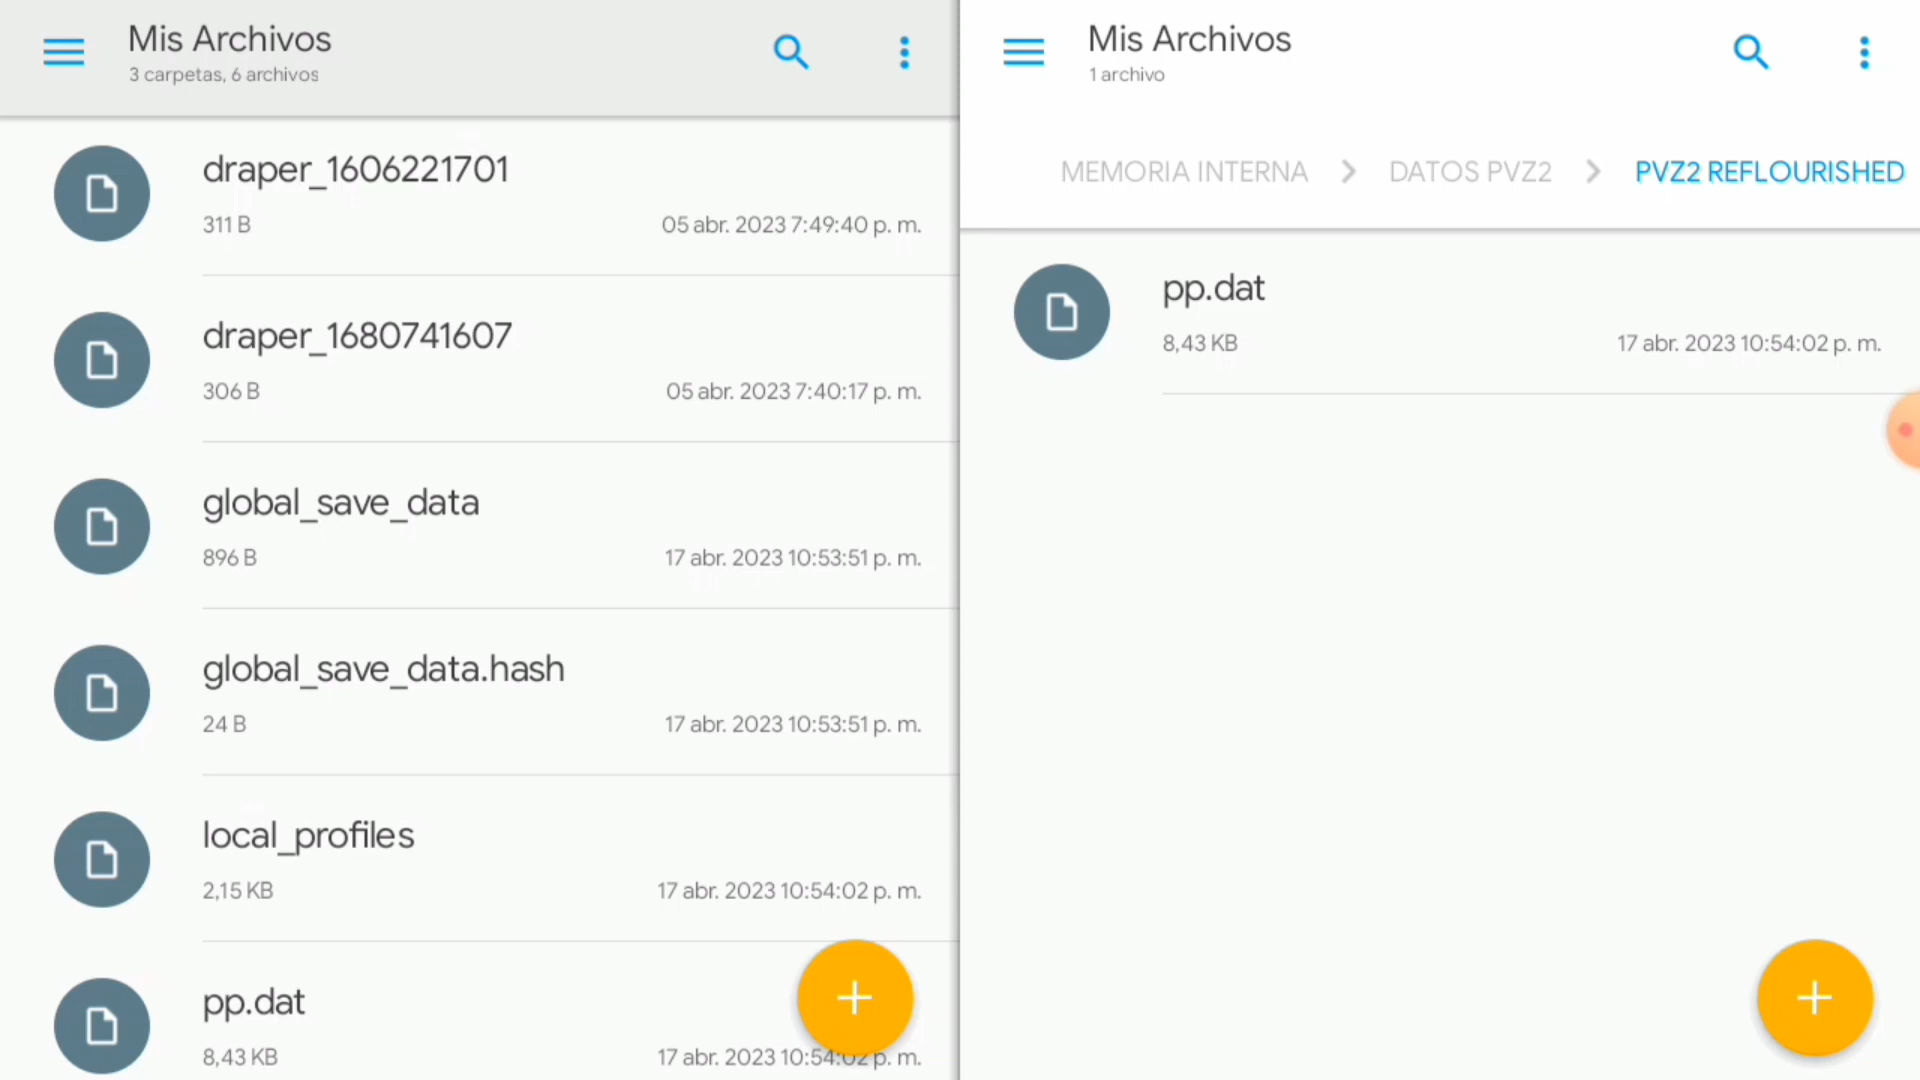 Mis Archivos
3 carpetas, 6 archivos
draper_1606221701
311 B
05 abr. 2023 7:49:40 p. m.
draper_1680741607
306 B
05 abr. 2023 7:40:17 p. m.
global_save_data
896 B
17 abr. 2023 10:53:51 p. m.
global_save_data.hash
24 B
17 abr. 2023 10:53:51 p. m.
local_profiles
2,15 KB
17 abr. 2023 10:54:02 p. m.
pp.dat
8,43 KB
17 abr. 2023 10:54:02 p. m.
Mis Archivos
1 archivo
MEMORIA INTERNA > DATOS PVZ2 > PVZ2 REFLOURISHED
pp.dat
8,43 KB
17 abr. 2023 10:54:02 p. m.